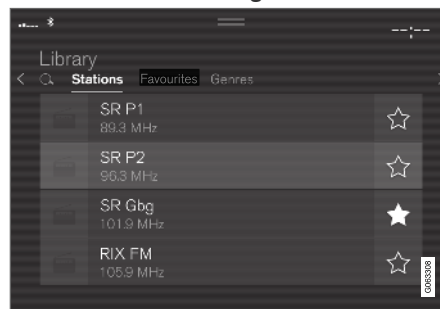 --:--
Library
Stations Favourites Genres
SR P1
89.3 MHz
SR P2
96.3 MHz
SR Gbg
101.9 MHz
RIX FM
105.9 MHz
G063308